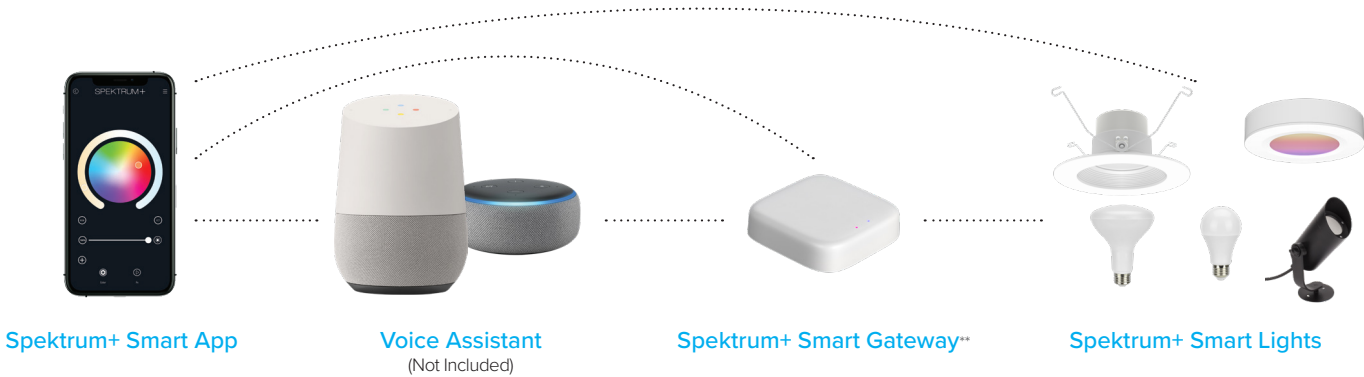 SPEKTRUM+
Spektrum+ Smart App
Voice Assistant
(Not Included)
Spektrum+ Smart Gateway**
Spektrum+ Smart Lights